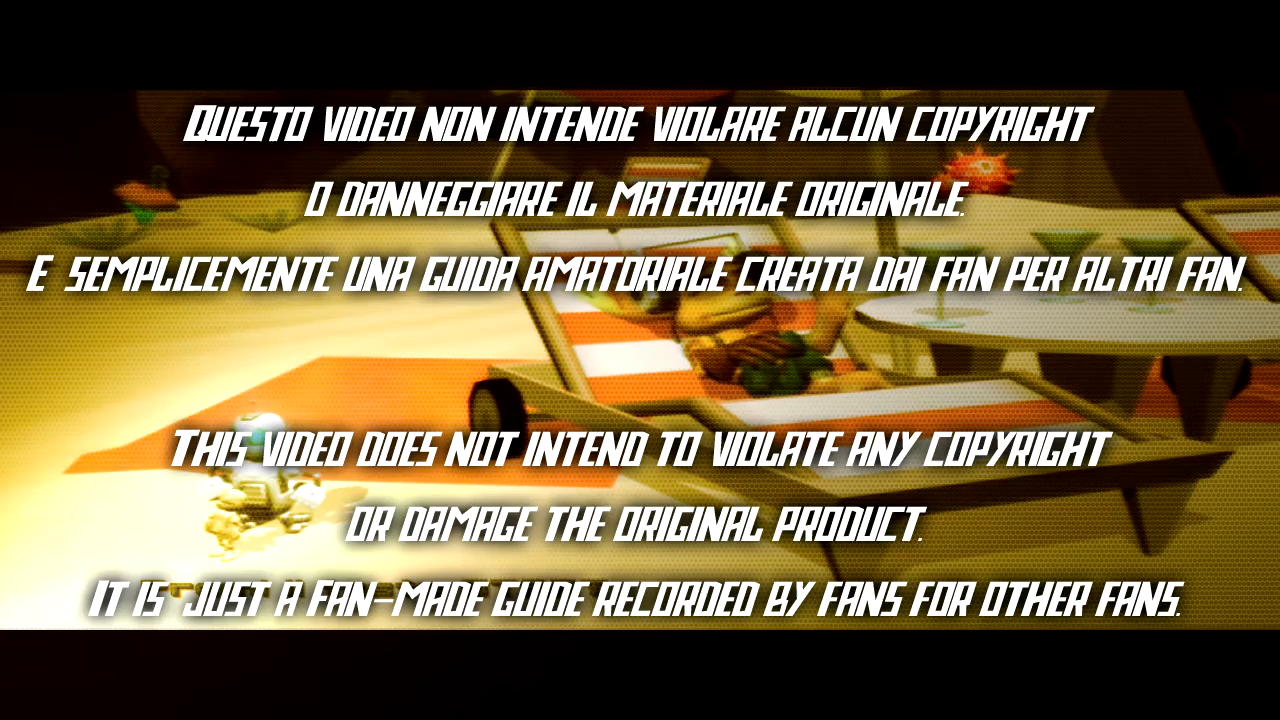 Questo video non intende violare alcun copyright
o danneggiare il materiale originale.
E semplicemente una guida amatoriale creata dai fan per altri fan.
This video does not intend to violate any copyright
or damage the original product.
It is just a Fan-made guide recorded by fans for other fans.